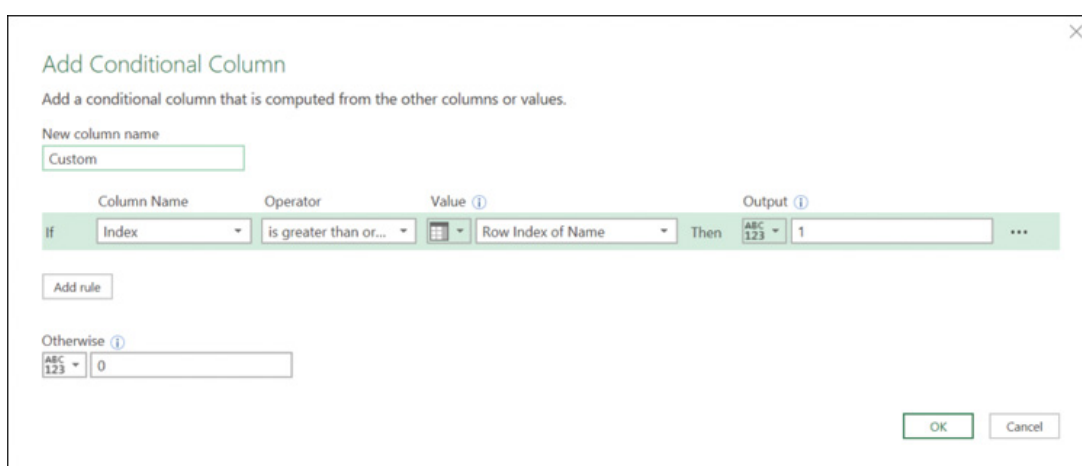 Add Conditional Column
Add a conditional column that is computed from the other columns or values.
New column name
Custom
Column Name Operator Value Output
If Index is greater than or... ABC 123 Row Index of Name Then 1 ...
Add rule
Otherwise
ABC 123 0
OK Cancel